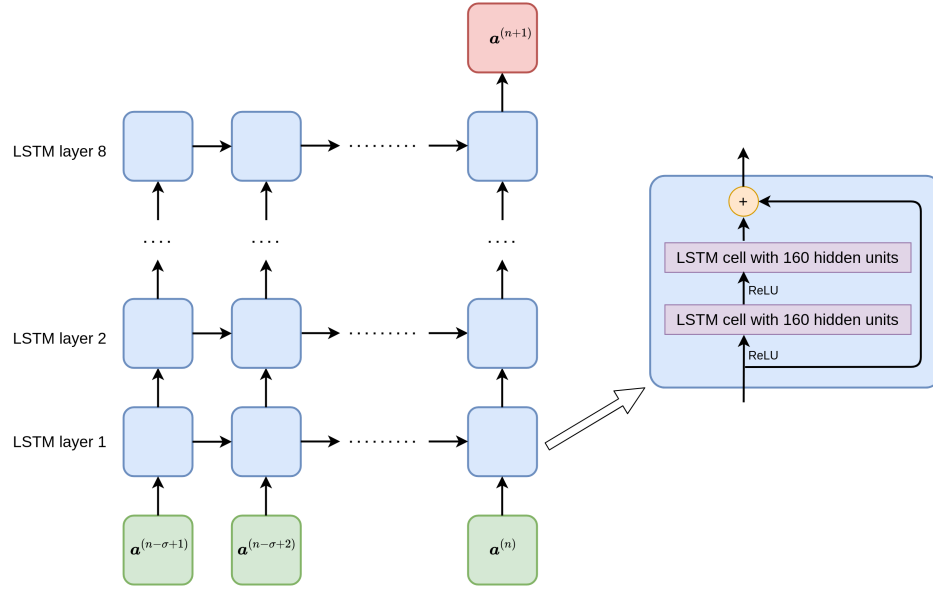 a^(n+1)
LSTM layer 8
.........
+
....
....
....
LSTM cell with 160 hidden units
ReLU
LSTM cell with 160 hidden units
LSTM layer 2
.........
ReLU
LSTM layer 1
.........
a^(n-σ+1)
a^(n-σ+2)
a^(n)